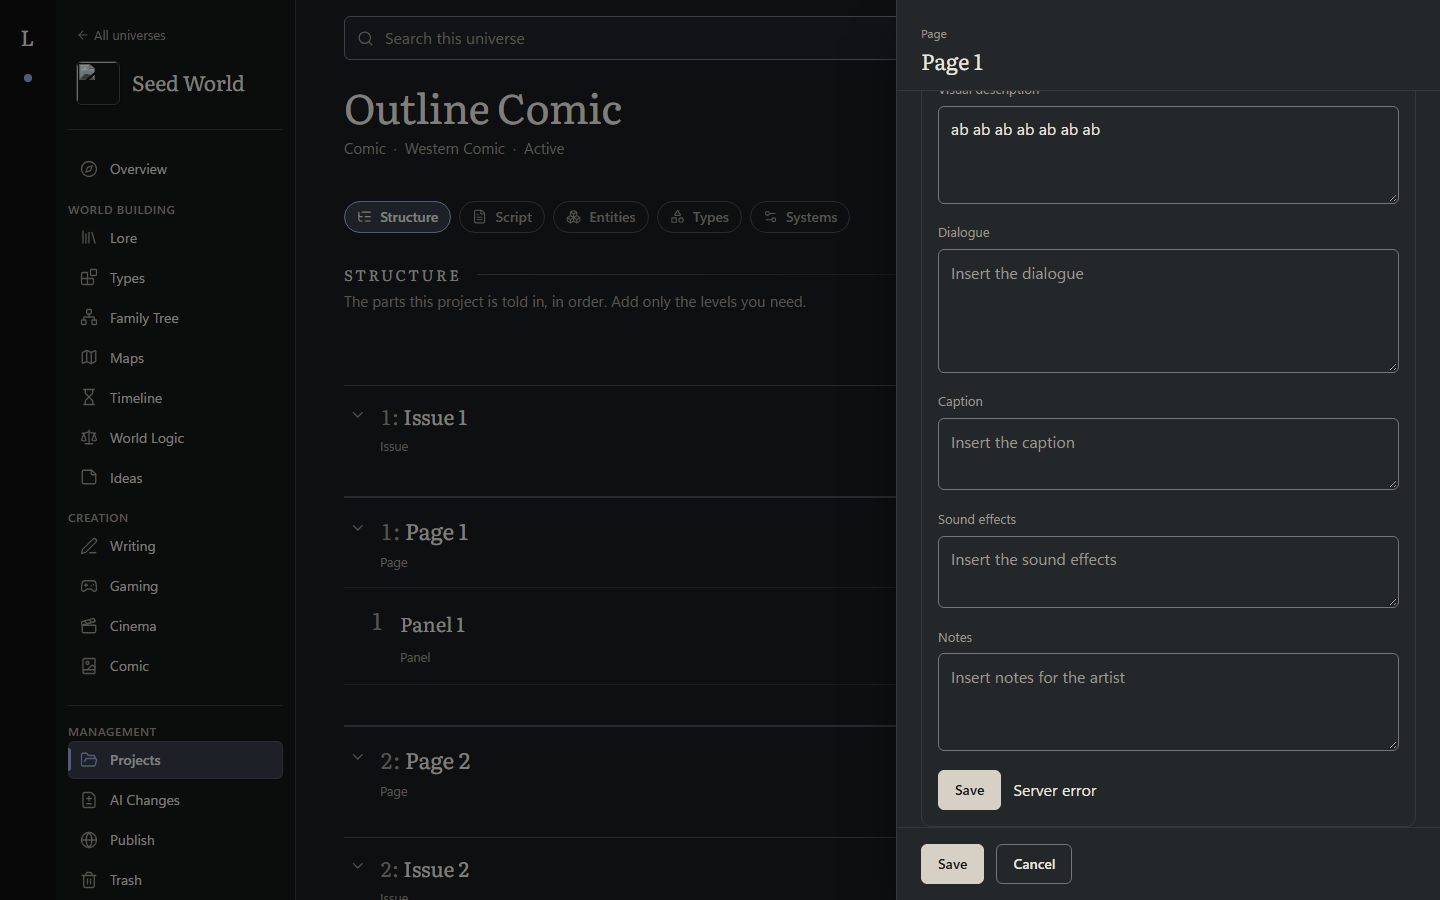 L
All universes
Seed World
Overview
WORLD BUILDING
Lore
Types
Family Tree
Maps
Timeline
World Logic
Ideas
CREATION
Writing
Gaming
Cinema
Comic
MANAGEMENT
Projects
AI Changes
Publish
Trash
Search this universe
Outline Comic
Comic · Western Comic · Active
Structure
Script
Entities
Types
Systems
STRUCTURE
The parts this project is told in, in order. Add only the levels you need.
1: Issue 1
Issue
1: Page 1
Page
1 Panel 1
Panel
2: Page 2
Page
2: Issue 2
Issue
Page
Page 1
Visual description
ab ab ab ab ab ab ab
Dialogue
Insert the dialogue
Caption
Insert the caption
Sound effects
Insert the sound effects
Notes
Insert notes for the artist
Save Server error
Save Cancel